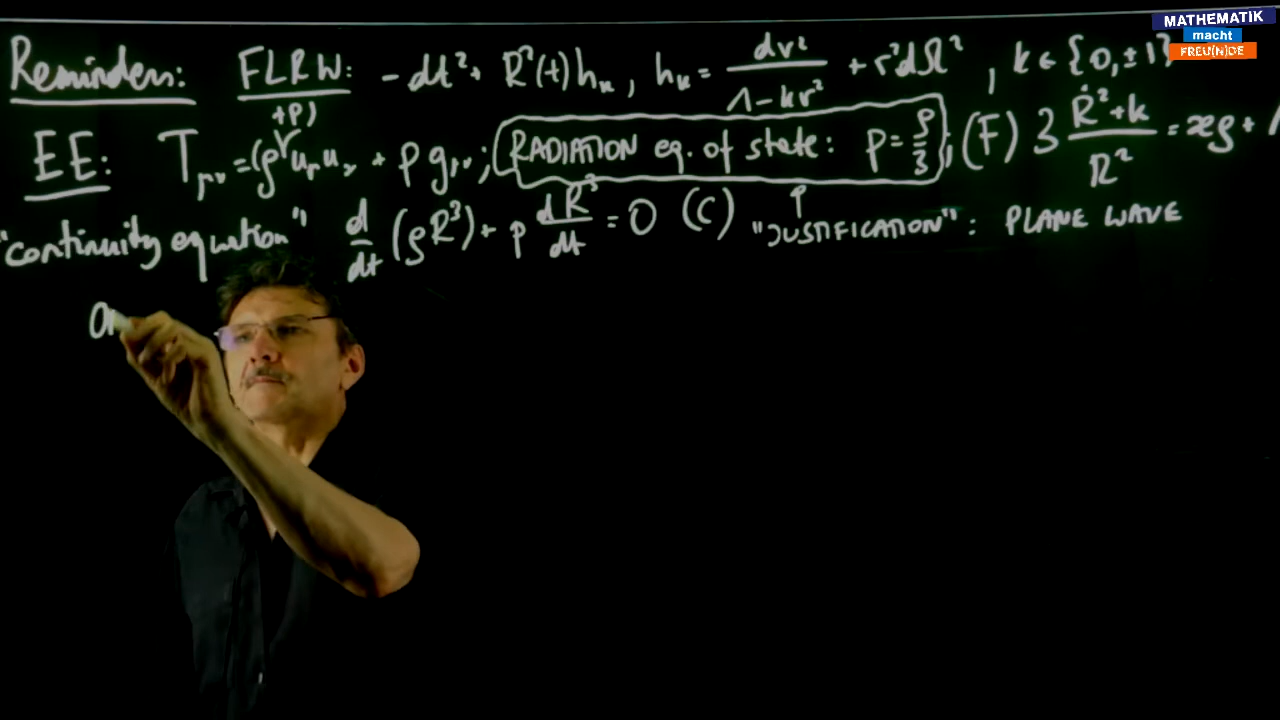 MATHEMATIK
macht
FREU(N)DE
Reminders: FLRW: -dt²+ R²(t)hₖ, hₖ= dr²/1-kr² +r²dΩ², k∈{0,±1}
+p)
EE: Tμν=(ρ uμuν + p gμν; RADIATION eq. of state: p=ρ/3; (F) 3 Ṙ²+k/R² =ϰρ+Λ
"continuity equation" d/dt (ρR³)+ p dR³/dt =0 (C) ↑ "JUSTIFICATION": PLANE WAVE